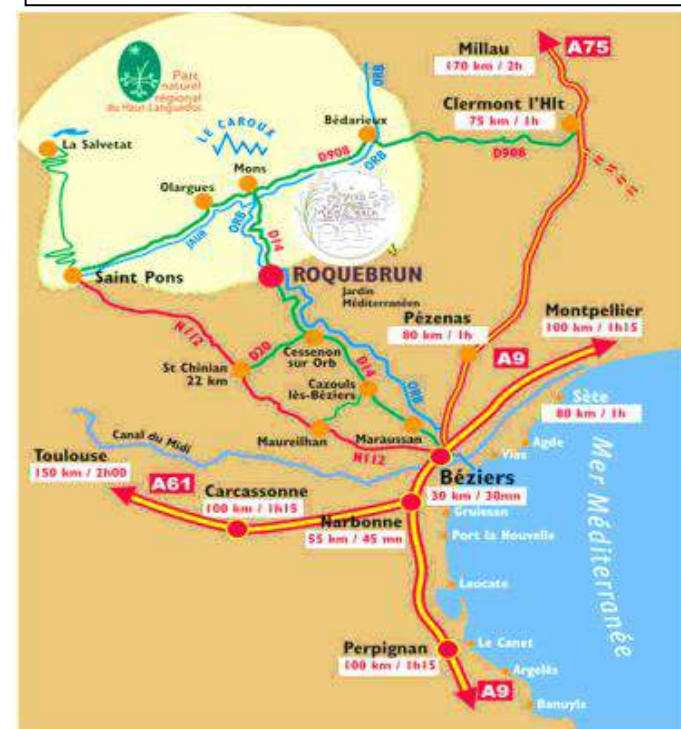 Millau
170 km / 2h
A75
Clermont l'Hlt
75 km / 1h
Parc
naturel
régional
du Haut-Languedoc
ORB
LE CAROUX
Bédarieux
La Salvetat
D908
D908
ORB
Mons
Olargues
JAUR
ORB
D14
Saint Pons
ROQUEBRUN
Jardin
Méditerranéen
Montpellier
100 km / 1h15
Pézenas
80 km / 1h
A9
N112
D20
Cessenon
sur Orb
D14
St Chinian
22 km
Cazouls
lès-Béziers
ORB
Sète
80 km / 1h
Canal du Midi
Maureilhan
Maraussan
N112
Agde
Vias
Mer Méditerranée
Toulouse
150 km / 2h00
A61
Carcassonne
100 km / 1h15
Béziers
30 km / 30mn
Narbonne
55 km / 45 mn
Gruissan
Port la Nouvelle
Leocate
Perpignan
100 km / 1h15
Le Canet
Argelès
A9
Banuyls